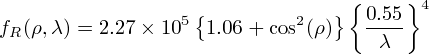 f_R(ρ, λ) = 2.27 × 10^5 {1.06 + cos^2(ρ)} {0.55/λ}^4